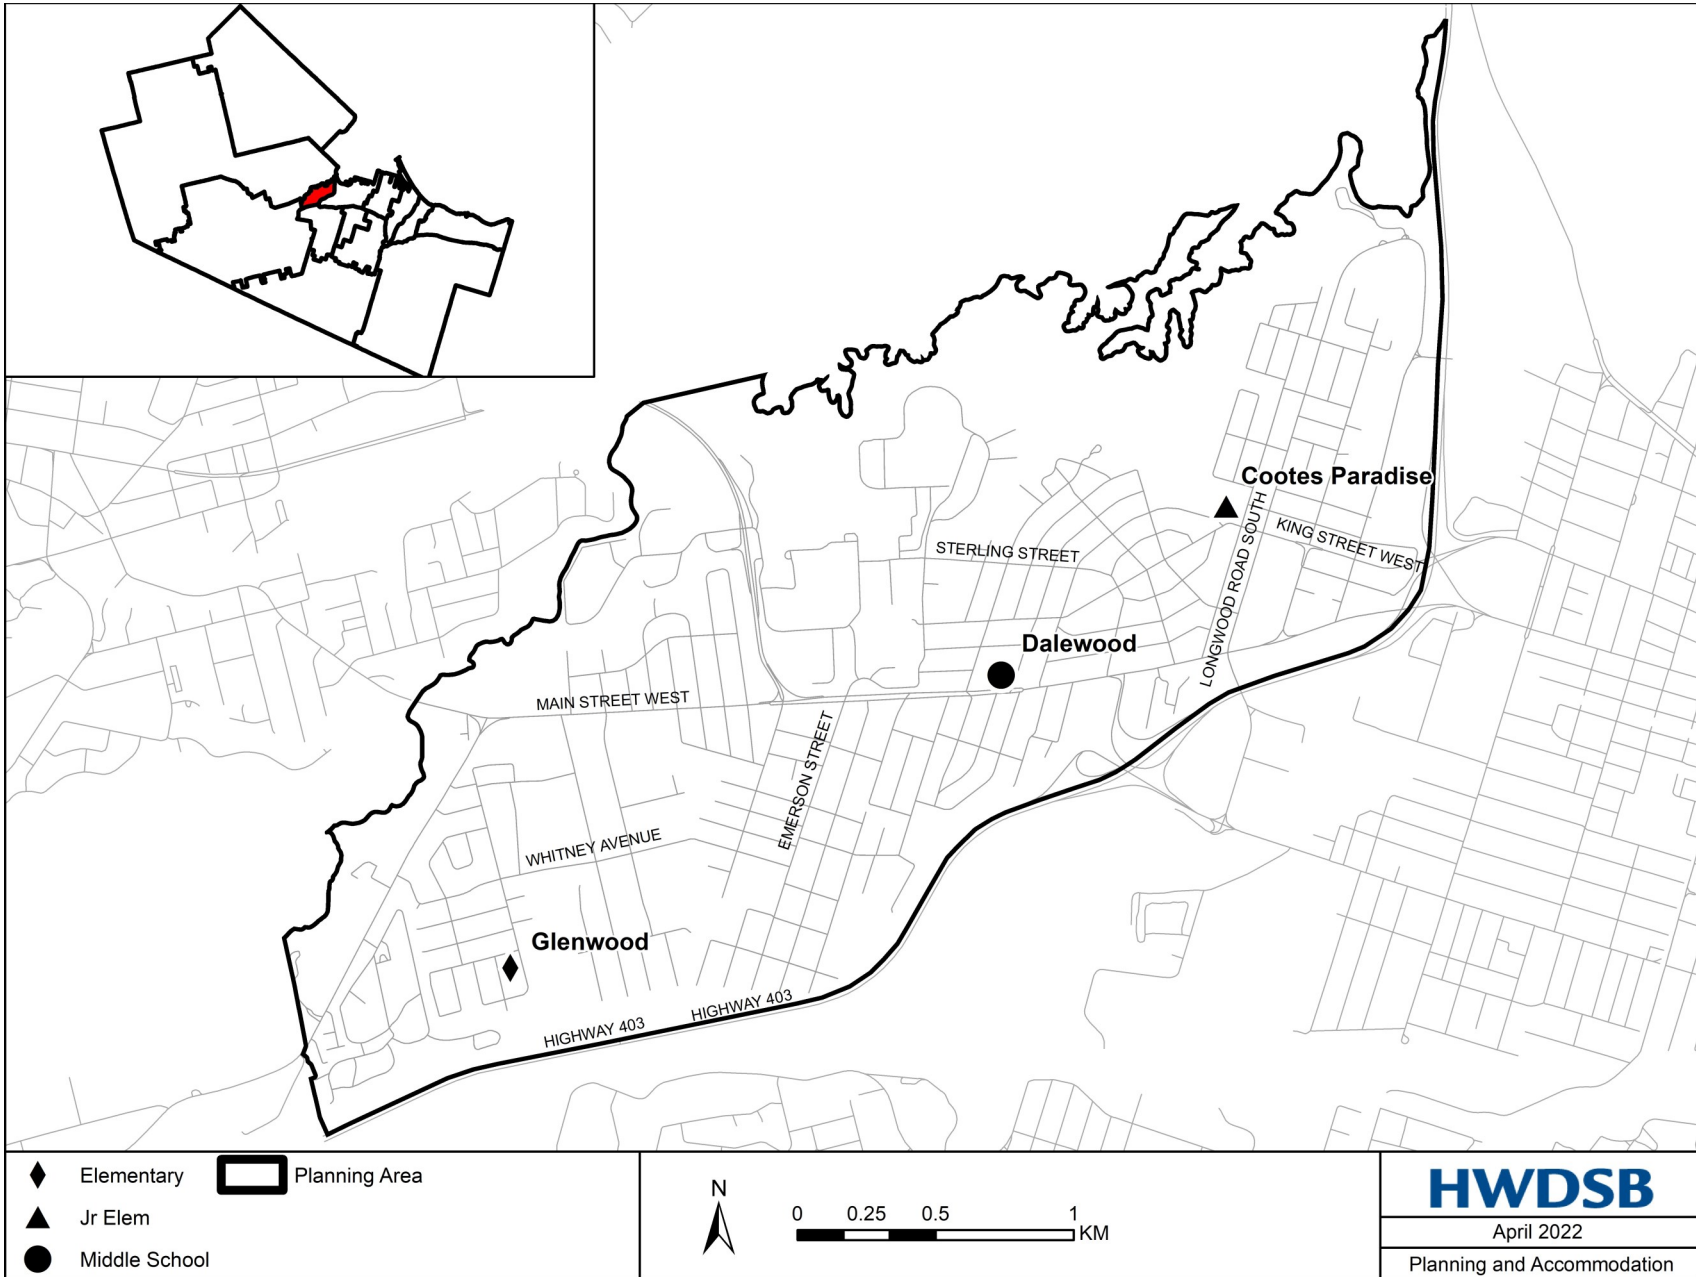 Cootes Paradise
KING STREET WEST
STERLING STREET
LONGWOOD ROAD SOUTH
Dalewood
MAIN STREET WEST
EMERSON STREET
WHITNEY AVENUE
Glenwood
HIGHWAY 403
HIGHWAY 403
Elementary
Planning Area
Jr Elem
Middle School
N
0 0.25 0.5 1
KM
HWDSB
April 2022
Planning and Accommodation